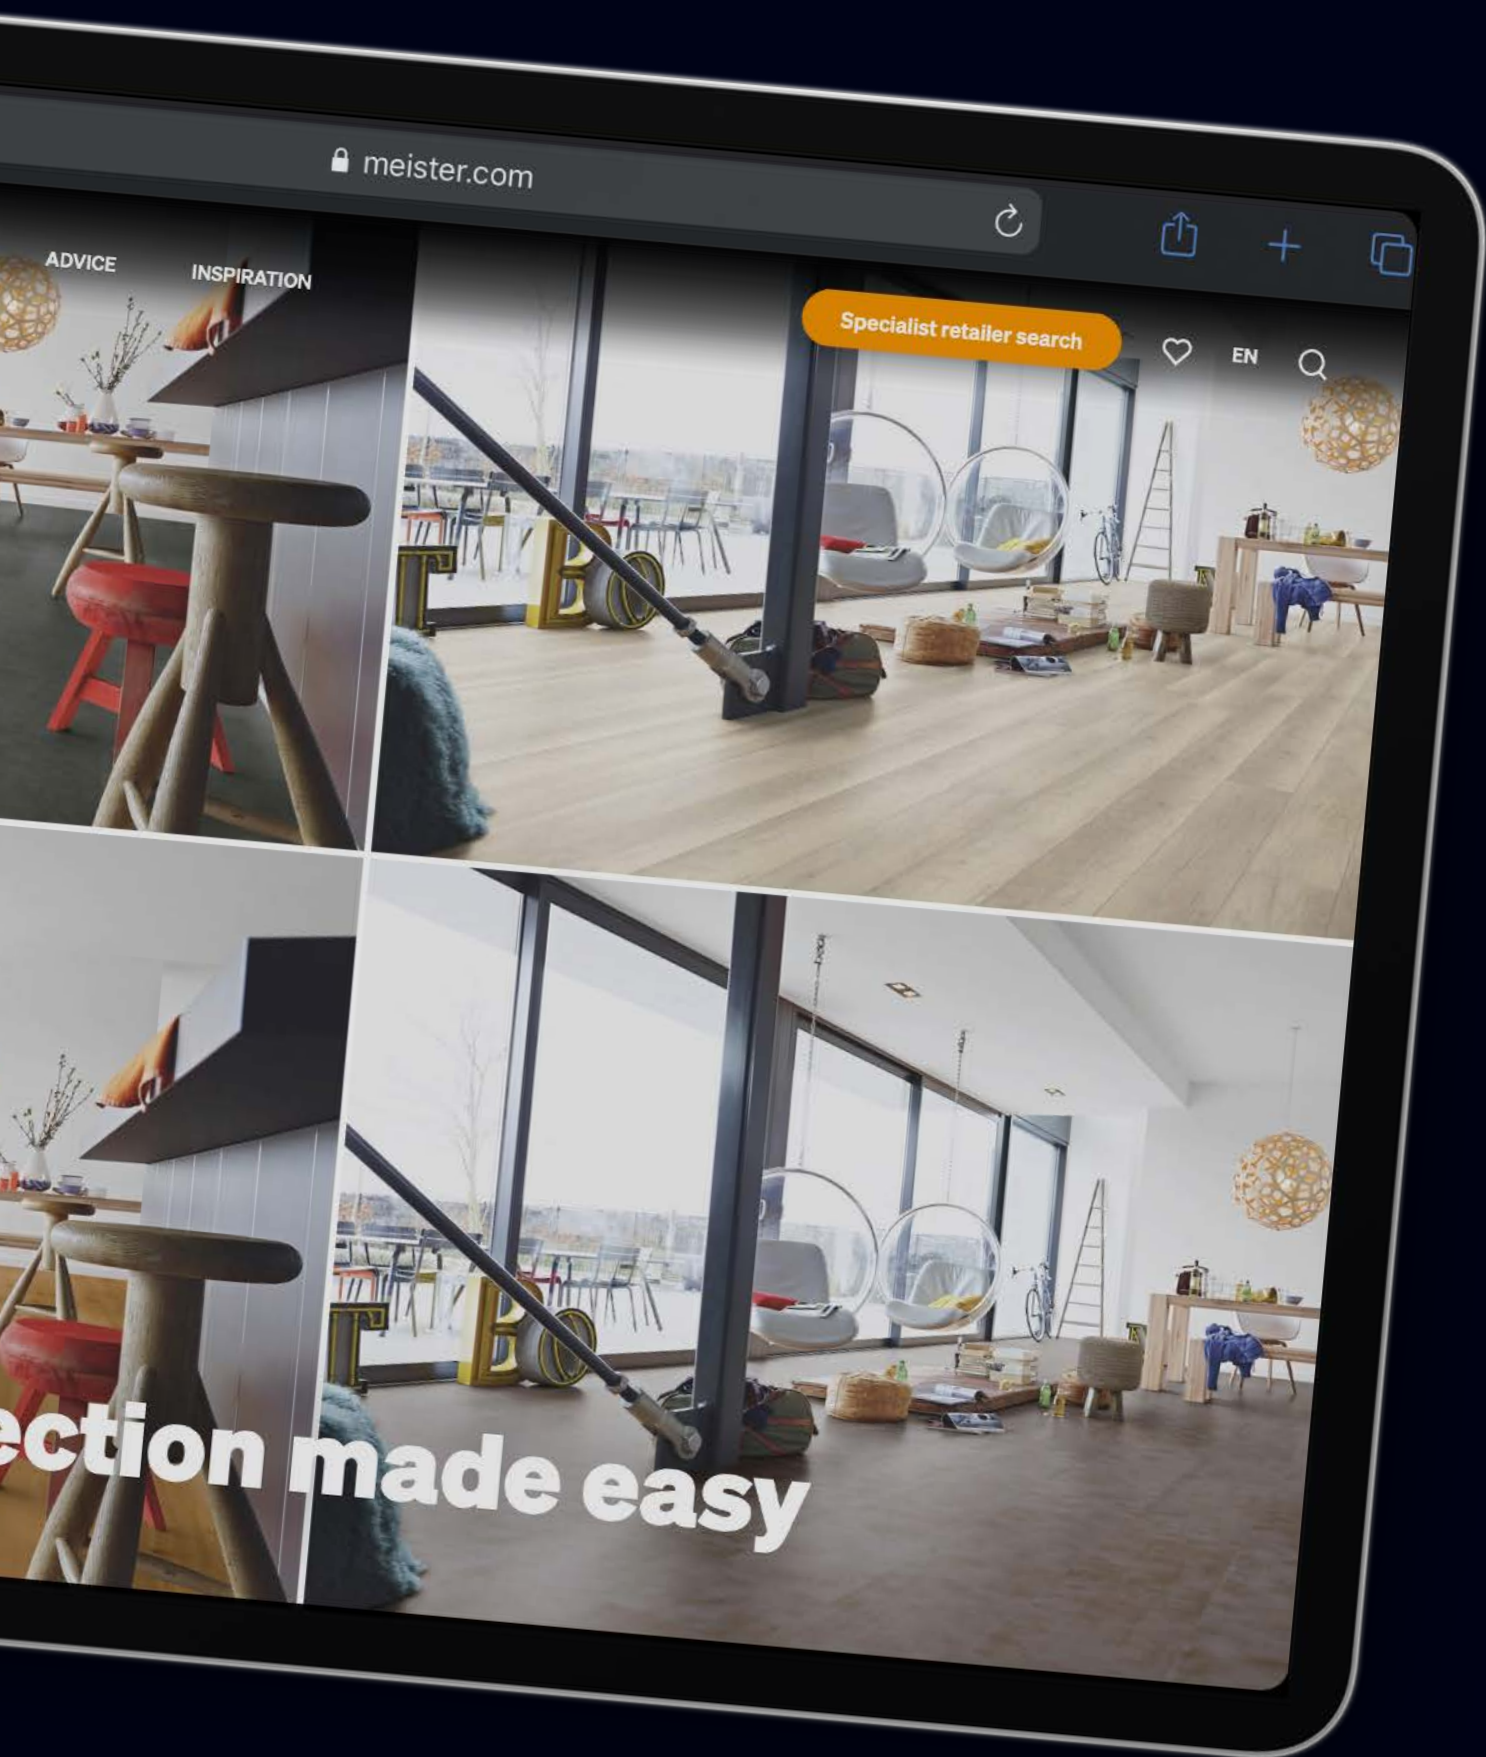 meister.com
ADVICE
INSPIRATION
Specialist retailer search
EN
ection made easy